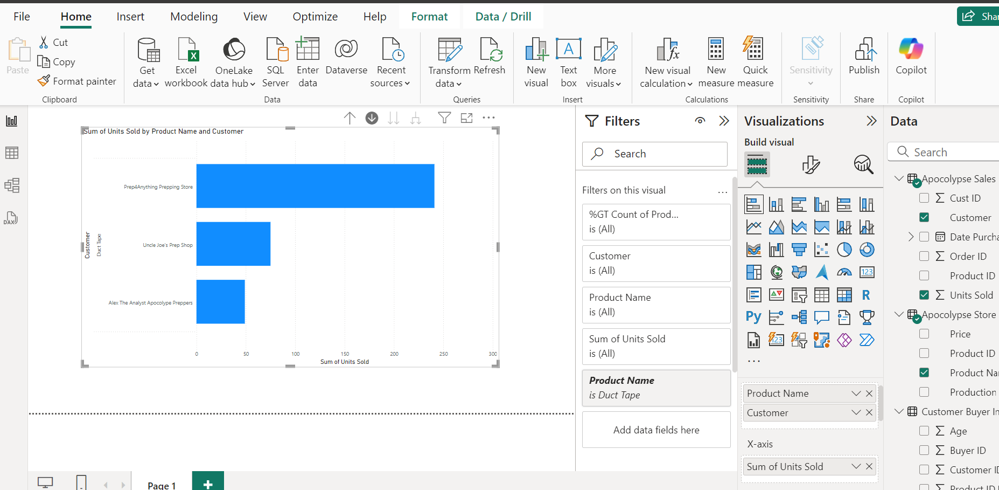 File
Home
Insert
Modeling
View
Optimize
Help
Format
Data / Drill
Shar
Paste
Cut
Copy
Format painter
Clipboard
Get
data
Excel
workbook
OneLake
data hub
SQL
Server
Enter
data
Dataverse
Recent
sources
Data
Transform
data
Refresh
Queries
New
visual
A
Text
box
More
visuals
Insert
fx
New visual
calculation
New
measure
Quick
measure
Calculations
Sensitivity
Sensitivity
Publish
Share
Copilot
Copilot
DAX
Sum of Units Sold by Product Name and Customer
Customer
Duct Tape
Prep4Anything Prepping Store
Uncle Joe's Prep Shop
Alex The Analyst Apocolype Preppers
0 50 100 150 200 250 300
Sum of Units Sold
Page 1
Filters
Search
Filters on this visual
%GT Count of Prod...
is (All)
Customer
is (All)
Product Name
is (All)
Sum of Units Sold
is (All)
Product Name
is Duct Tape
Add data fields here
Visualizations
Build visual
123
R
Py
123
Product Name
Customer
X-axis
Sum of Units Sold
Data
Search
Apocolypse Sales
Cust ID
Customer
Date Purcha
Order ID
Product ID
Units Sold
Apocolypse Store
Price
Product ID
Product Nar
Production
Customer Buyer In
Age
Buyer ID
Customer ID
Product ID